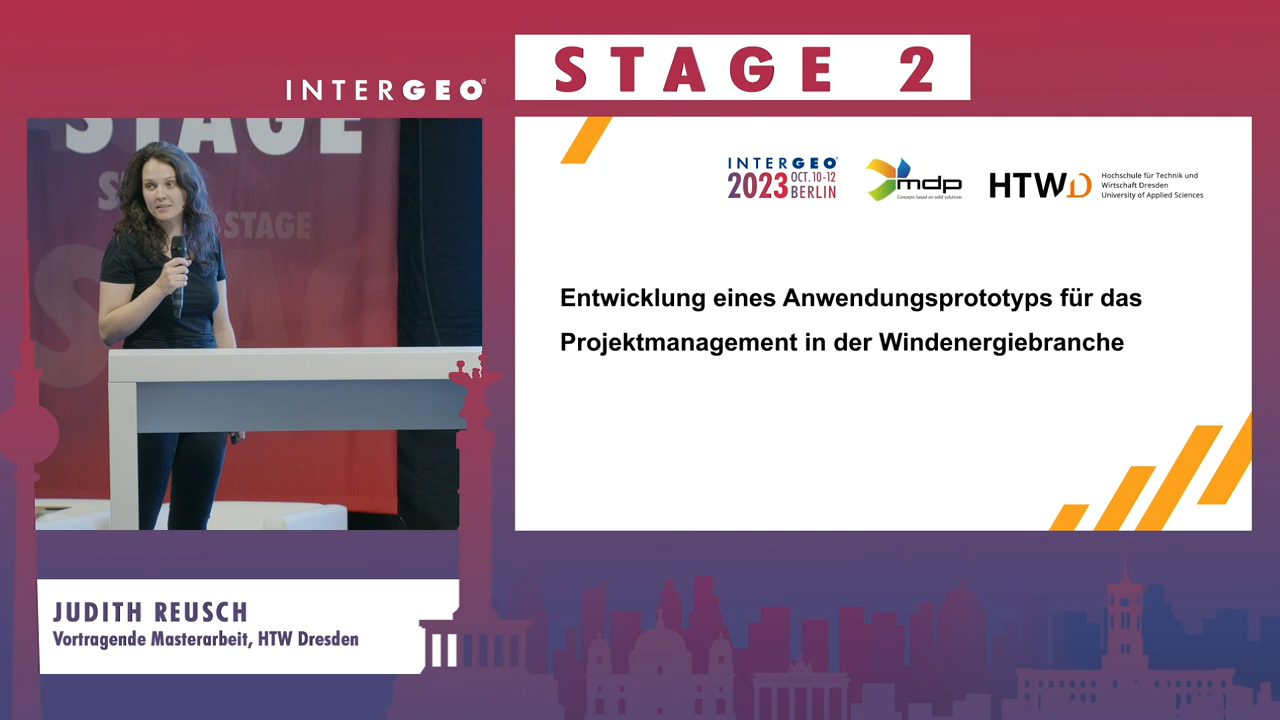 STAGE 2
INTERGEO®
STAGE
STAGE
INTERGEO®
2023 OCT. 10-12
BERLIN
mdp
Concepts based on solid solutions
HTWD
Hochschule für Technik und
Wirtschaft Dresden
University of Applied Sciences
Entwicklung eines Anwendungsprototyps für das
Projektmanagement in der Windenergiebranche
JUDITH REUSCH
Vortragende Masterarbeit, HTW Dresden